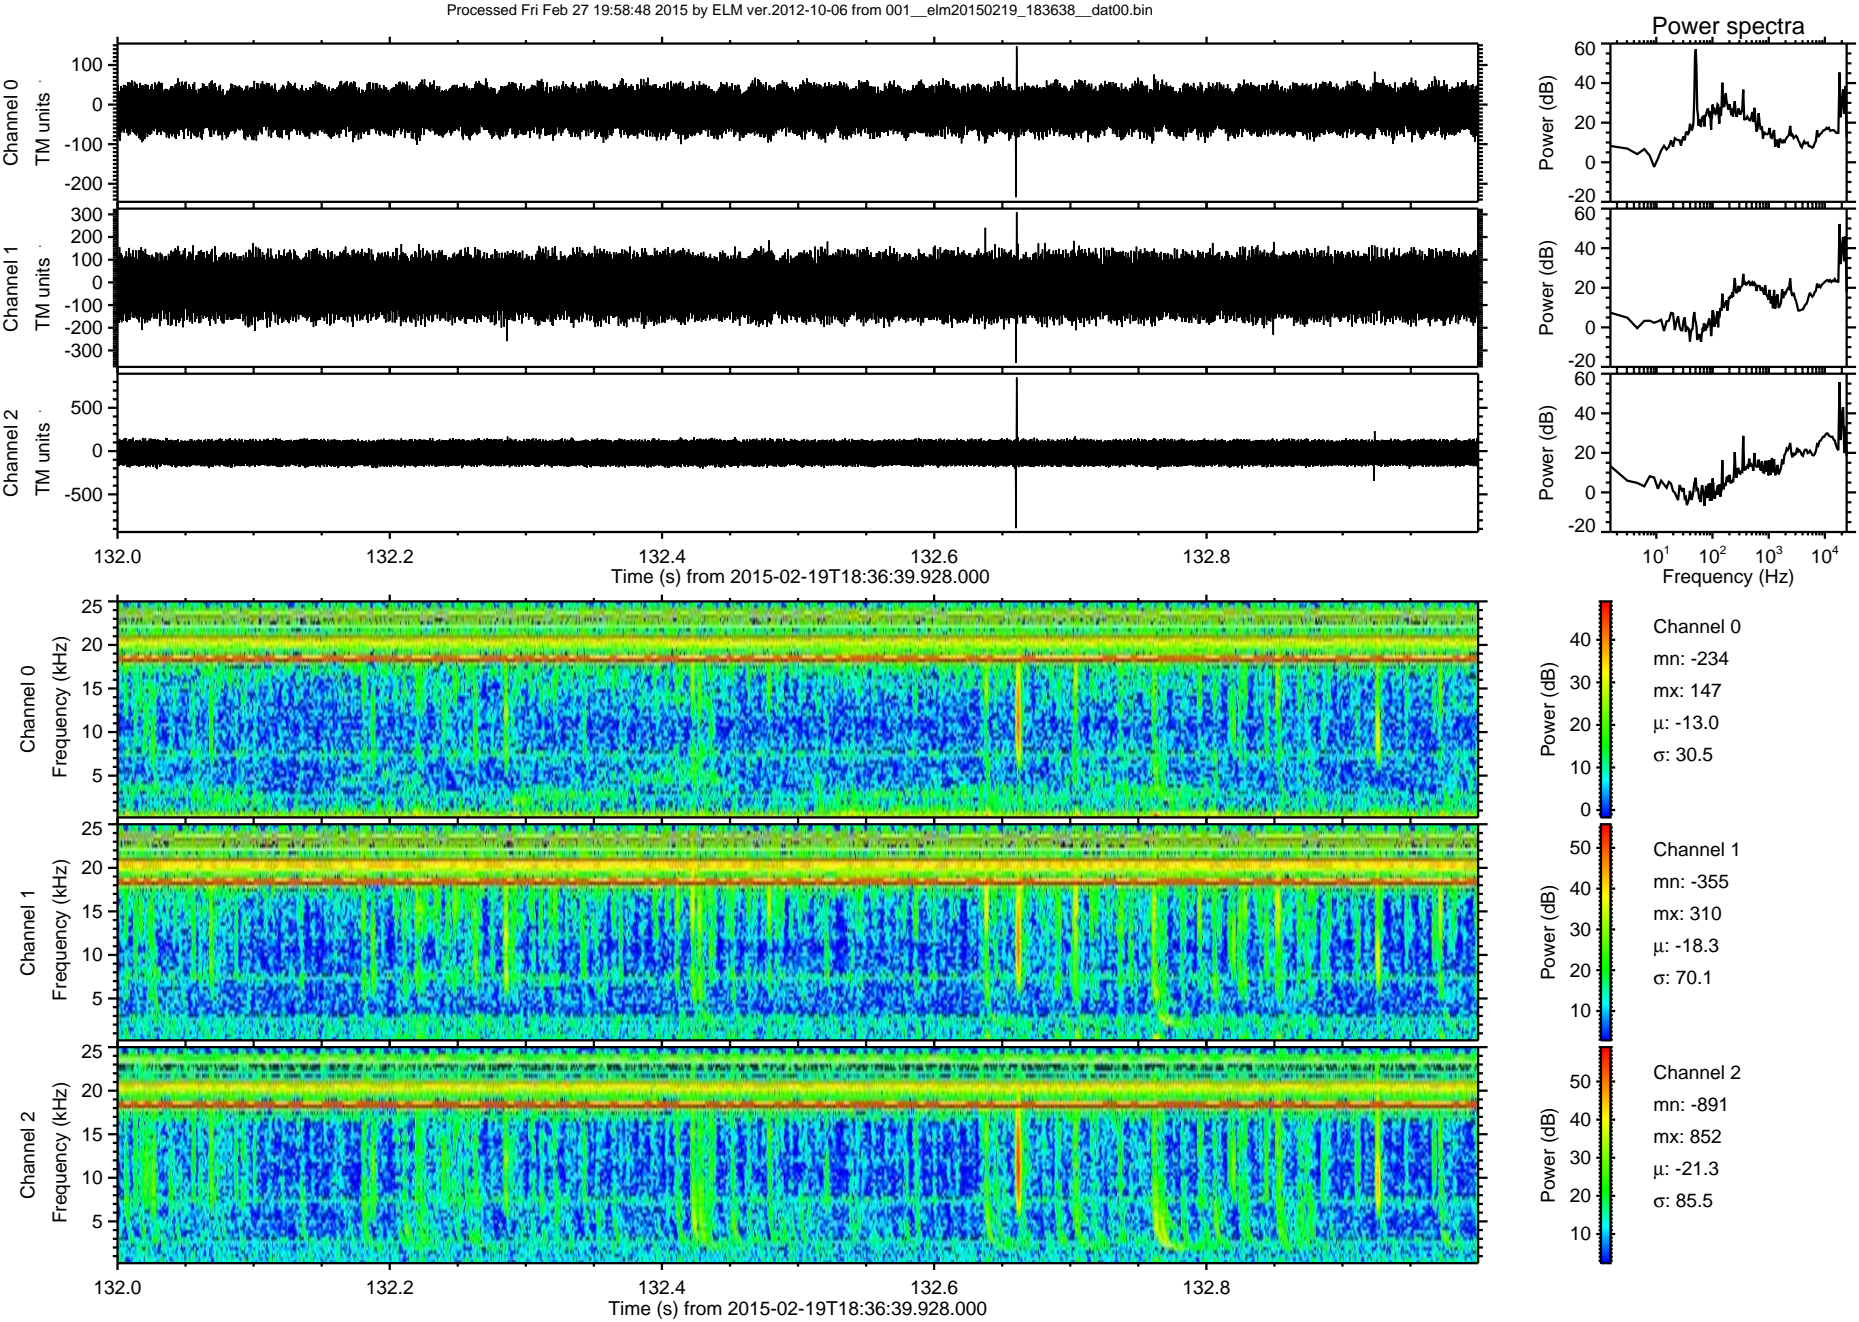 Processed Fri Feb 27 19:58:48 2015 by ELM ver.2012-10-06 from 001__elm20150219_183638__dat00.bin
Power spectra
Channel 0
TM units
100
0
-100
-200
Power (dB)
60
40
20
0
-20
Channel 1
TM units
300
200
100
0
-100
-200
-300
Power (dB)
60
40
20
0
-20
Channel 2
TM units
500
0
-500
Power (dB)
60
40
20
0
-20
132.0 132.2 132.4 132.6 132.8
Time (s) from 2015-02-19T18:36:39.928.000
10¹ 10² 10³ 10⁴
Frequency (Hz)
Channel 0
Frequency (kHz)
25
20
15
10
5
Power (dB)
40
30
20
10
0
Channel 0
mn: -234
mx: 147
μ: -13.0
σ: 30.5
Channel 1
Frequency (kHz)
25
20
15
10
5
Power (dB)
50
40
30
20
10
Channel 1
mn: -355
mx: 310
μ: -18.3
σ: 70.1
Channel 2
Frequency (kHz)
25
20
15
10
5
Power (dB)
50
40
30
20
10
Channel 2
mn: -891
mx: 852
μ: -21.3
σ: 85.5
132.0 132.2 132.4 132.6 132.8
Time (s) from 2015-02-19T18:36:39.928.000